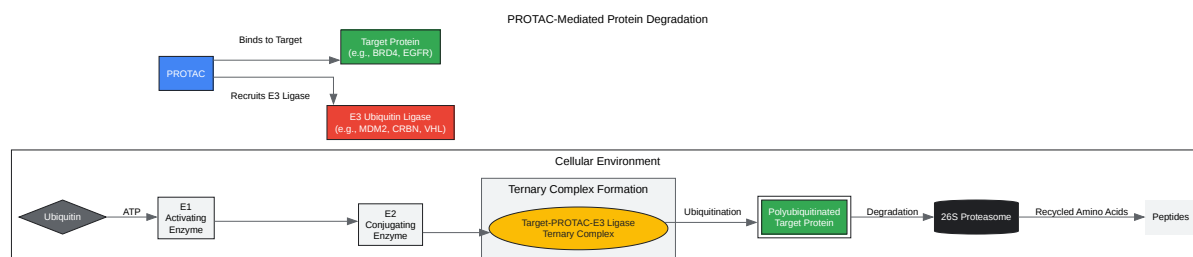 PROTAC-Mediated Protein Degradation
Binds to Target
Target Protein
(e.g., BRD4, EGFR)
PROTAC
Recruits E3 Ligase
E3 Ubiquitin Ligase
(e.g., MDM2, CRBN, VHL)
Cellular Environment
Ternary Complex Formation
Ubiquitin
ATP
E1
Activating
Enzyme
E2
Conjugating
Enzyme
Target-PROTAC-E3 Ligase
Ternary Complex
Ubiquitination
Polyubiquitinated
Target Protein
Degradation
26S Proteasome
Recycled Amino Acids
Peptides